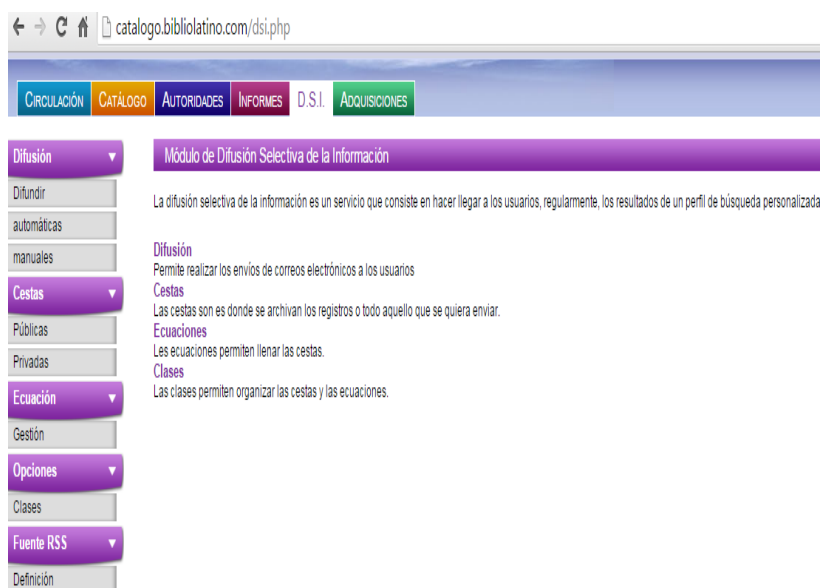 catalogo.bibliolatino.com/dsi.php
CIRCULACIÓN CATÁLOGO AUTORIDADES INFORMES D.S.I. ADQUISICIONES
Difusión
Difundir
automáticas
manuales
Cestas
Públicas
Privadas
Ecuación
Gestión
Opciones
Clases
Fuente RSS
Definición
Módulo de Difusión Selectiva de la Información
La difusión selectiva de la información es un servicio que consiste en hacer llegar a los usuarios, regularmente, los resultados de un perfil de búsqueda personalizada
Difusión
Permite realizar los envíos de correos electrónicos a los usuarios
Cestas
Las cestas son es donde se archivan los registros o todo aquello que se quiera enviar.
Ecuaciones
Les ecuaciones permiten llenar las cestas.
Clases
Las clases permiten organizar las cestas y las ecuaciones.